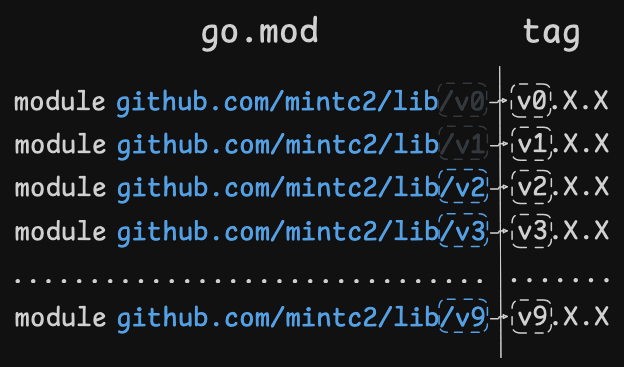 go.mod tag
module github.com/mintc2/lib/v0 v0.X.X
module github.com/mintc2/lib/v1 v1.X.X
module github.com/mintc2/lib/v2 v2.X.X
module github.com/mintc2/lib/v3 v3.X.X
module github.com/mintc2/lib/v9 v9.X.X